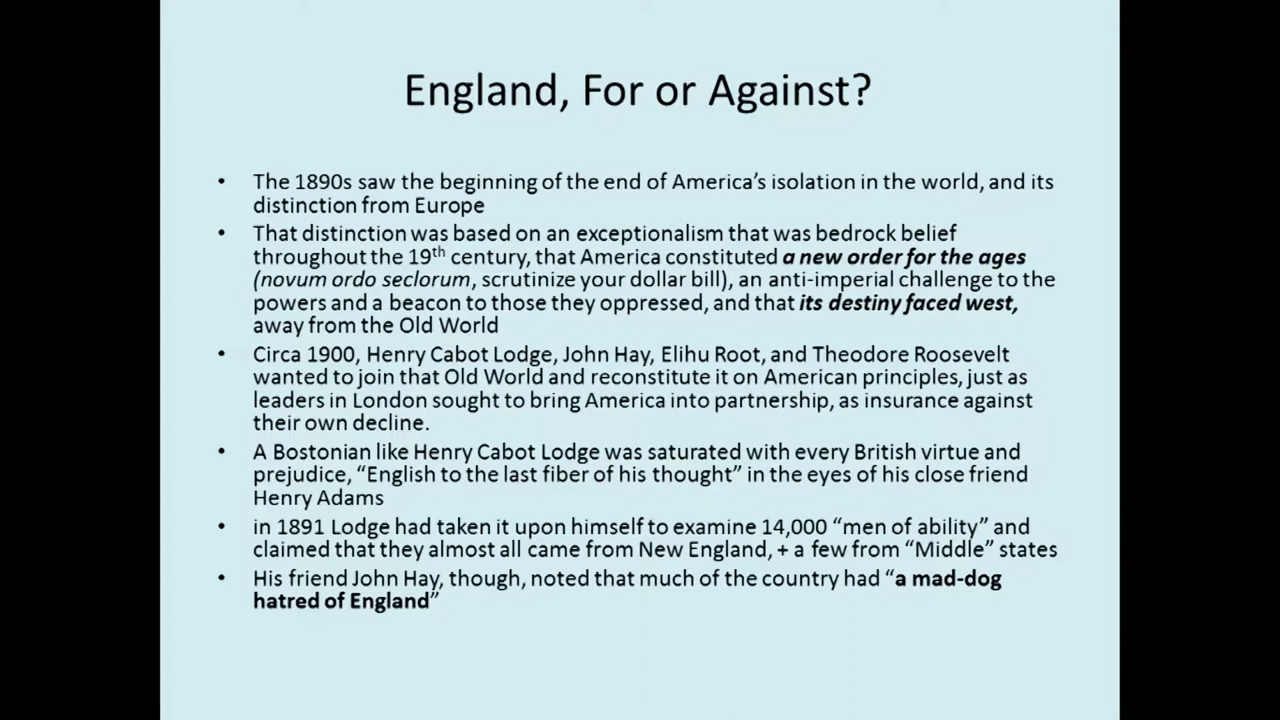 England, For or Against?
• The 1890s saw the beginning of the end of America's isolation in the world, and its
distinction from Europe
• That distinction was based on an exceptionalism that was bedrock belief
throughout the 19th century, that America constituted a new order for the ages
(novum ordo seclorum, scrutinize your dollar bill), an anti-imperial challenge to the
powers and a beacon to those they oppressed, and that its destiny faced west,
away from the Old World
• Circa 1900, Henry Cabot Lodge, John Hay, Elihu Root, and Theodore Roosevelt
wanted to join that Old World and reconstitute it on American principles, just as
leaders in London sought to bring America into partnership, as insurance against
their own decline.
• A Bostonian like Henry Cabot Lodge was saturated with every British virtue and
prejudice, “English to the last fiber of his thought” in the eyes of his close friend
Henry Adams
• in 1891 Lodge had taken it upon himself to examine 14,000 “men of ability” and
claimed that they almost all came from New England, + a few from “Middle” states
• His friend John Hay, though, noted that much of the country had “a mad-dog
hatred of England”